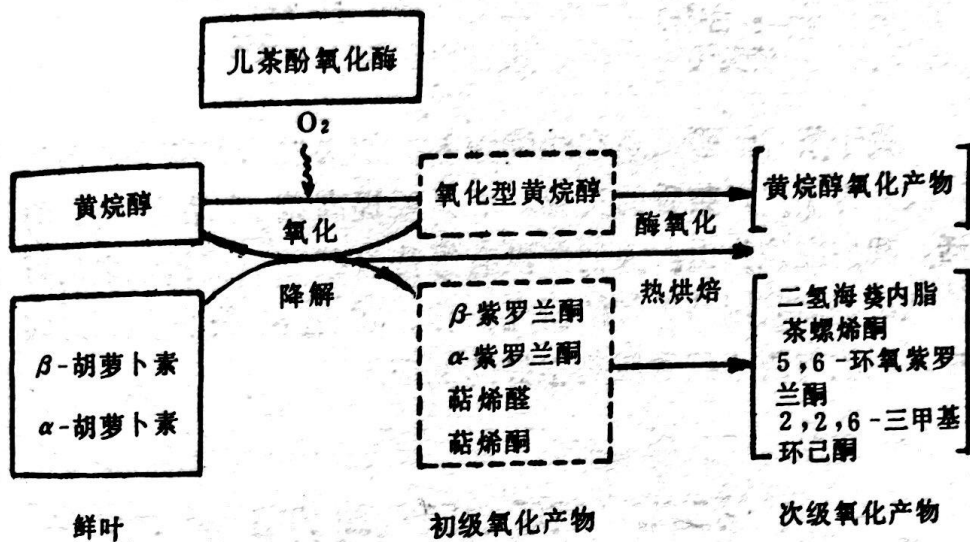 儿茶酚氧化酶
O₂
黄烷醇
氧化型黄烷醇
黄烷醇氧化产物
氧化
酶氧化
降解
热烘焙
β-胡萝卜素
α-胡萝卜素
β-紫罗兰酮
α-紫罗兰酮
萜烯醛
萜烯酮
二氢海葵内脂
茶螺烯酮
5,6-环氧紫罗
兰酮
2,2,6-三甲基
环己酮
鲜叶
初级氧化产物
次级氧化产物